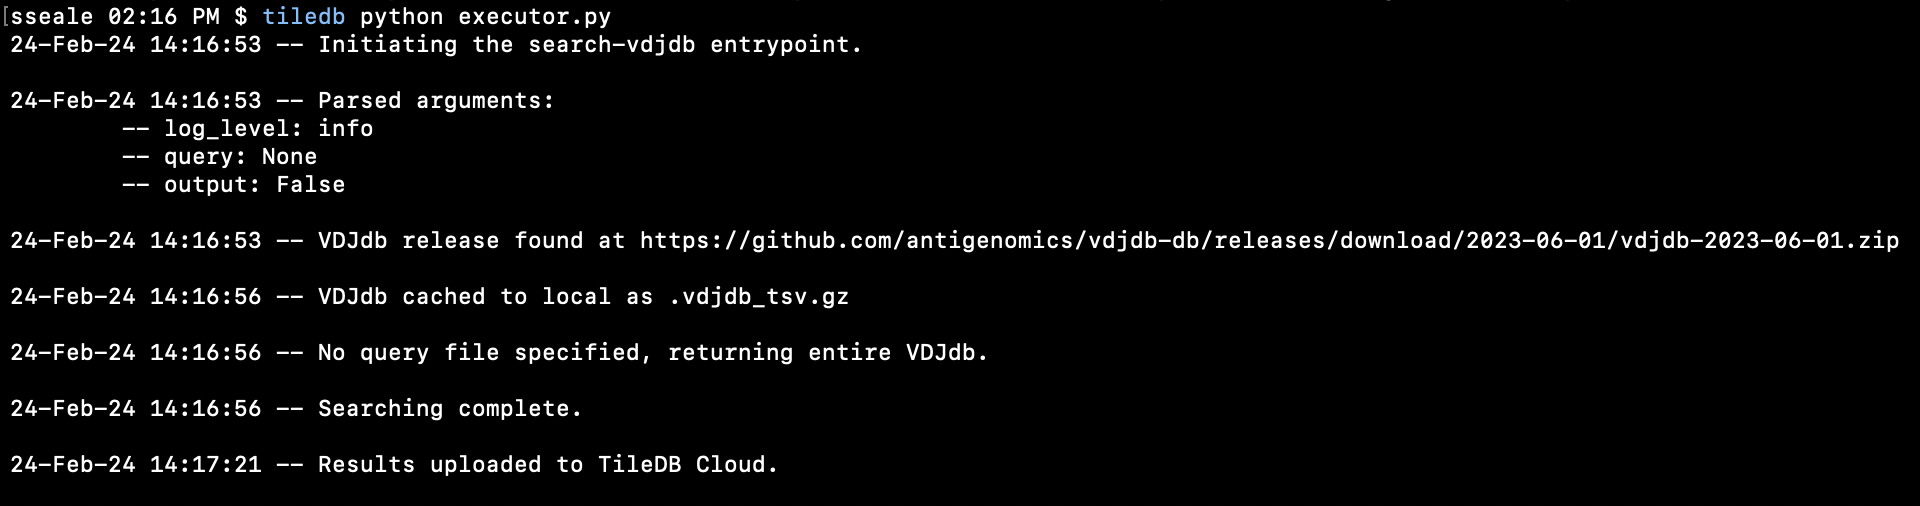 [sseale 02:16 PM $ tiledb python executor.py
24-Feb-24 14:16:53 -- Initiating the search-vdjdb entrypoint.
24-Feb-24 14:16:53 -- Parsed arguments:
-- log_level: info
-- query: None
-- output: False
24-Feb-24 14:16:53 -- VDJdb release found at https://github.com/antigenomics/vdjdb-db/releases/download/2023-06-01/vdjdb-2023-06-01.zip
24-Feb-24 14:16:56 -- VDJdb cached to local as .vdjdb_tsv.gz
24-Feb-24 14:16:56 -- No query file specified, returning entire VDJdb.
24-Feb-24 14:16:56 -- Searching complete.
24-Feb-24 14:17:21 -- Results uploaded to TileDB Cloud.